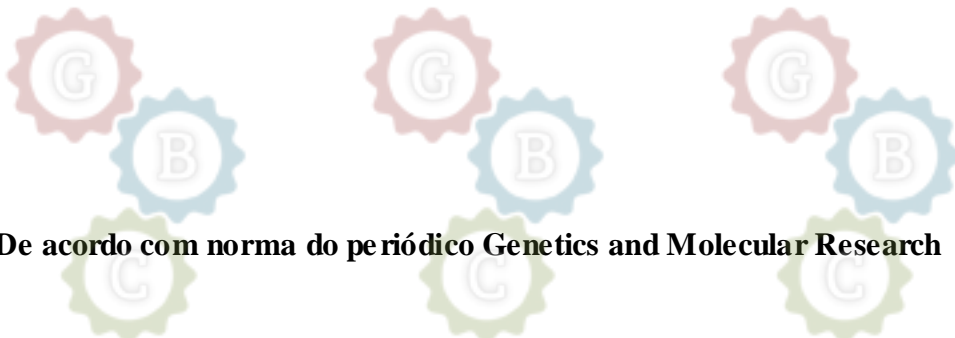 G G G
B B B
De acordo com norma do periódico Genetics and Molecular Research
C C C